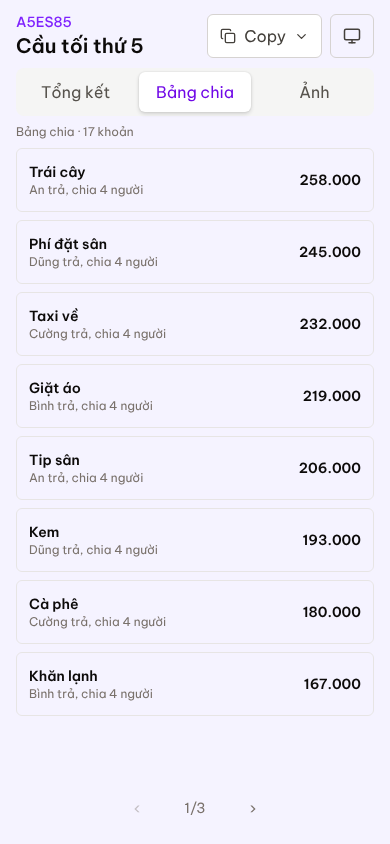 A5ES85
Cầu tối thứ 5
Copy
Tổng kết
Bảng chia
Ảnh
Bảng chia · 17 khoản
Trái cây
An trả, chia 4 người
258.000
Phí đặt sân
Dũng trả, chia 4 người
245.000
Taxi về
Cường trả, chia 4 người
232.000
Giặt áo
Bình trả, chia 4 người
219.000
Tip sân
An trả, chia 4 người
206.000
Kem
Dũng trả, chia 4 người
193.000
Cà phê
Cường trả, chia 4 người
180.000
Khăn lạnh
Bình trả, chia 4 người
167.000
1/3